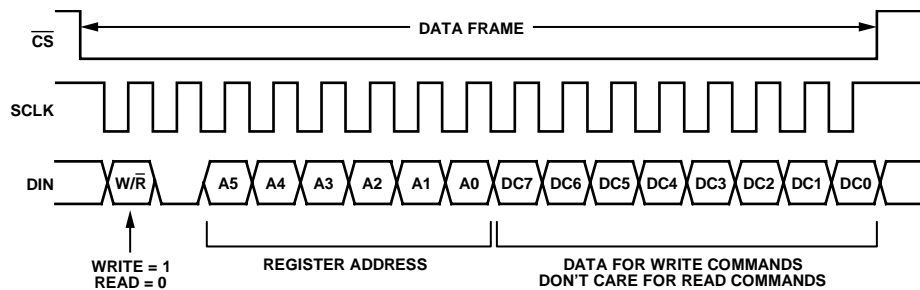 DATA FRAME
C̅S̅
SCLK
DIN W/R̅ A5 A4 A3 A2 A1 A0 DC7 DC6 DC5 DC4 DC3 DC2 DC1 DC0
WRITE = 1
READ = 0
REGISTER ADDRESS
DATA FOR WRITE COMMANDS
DON'T CARE FOR READ COMMANDS